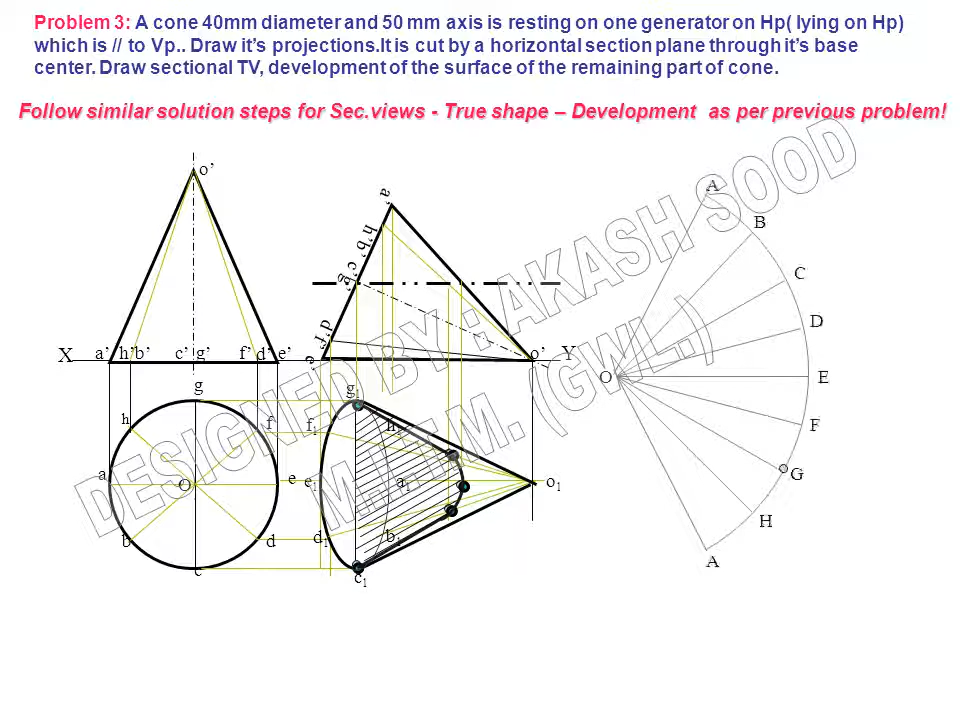 Problem 3: A cone 40mm diameter and 50 mm axis is resting on one generator on Hp( lying on Hp)
which is // to Vp.. Draw it’s projections.It is cut by a horizontal section plane through it’s base
center. Draw sectional TV, development of the surface of the remaining part of cone.
Follow similar solution steps for Sec.views - True shape – Development as per previous problem!
DESIGNED BY : AKASH SOOD
M.I.T.M. (GWL.)
o’
a’
h’b’
c’
g’
d’f’
e’
X a’ h’b’ c’ g’ f’ d’ e’ o’ Y
g g1
h f f1 h1
a O e e1 a1 o1
b d d1 b1
c c1
A
B
C
D
O E
F
G
H
A